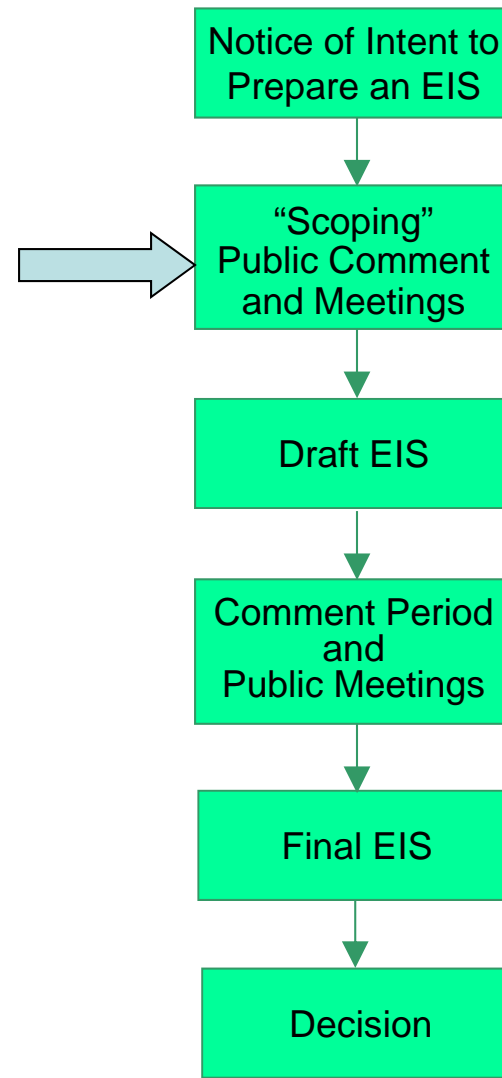 Notice of Intent to
Prepare an EIS
“Scoping”
Public Comment
and Meetings
Draft EIS
Comment Period
and
Public Meetings
Final EIS
Decision